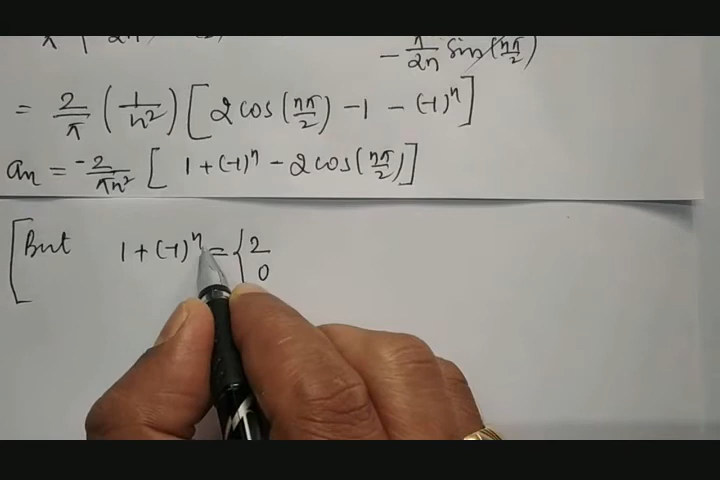 - π/2n sin(nπ/2)
= 2/π (1/n²) [2 cos(nπ/2) - 1 - (-1)ⁿ]
an = -2/πn² [1 + (-1)ⁿ - 2 cos(nπ/2)]
[But 1 + (-1)ⁿ = { 2
0